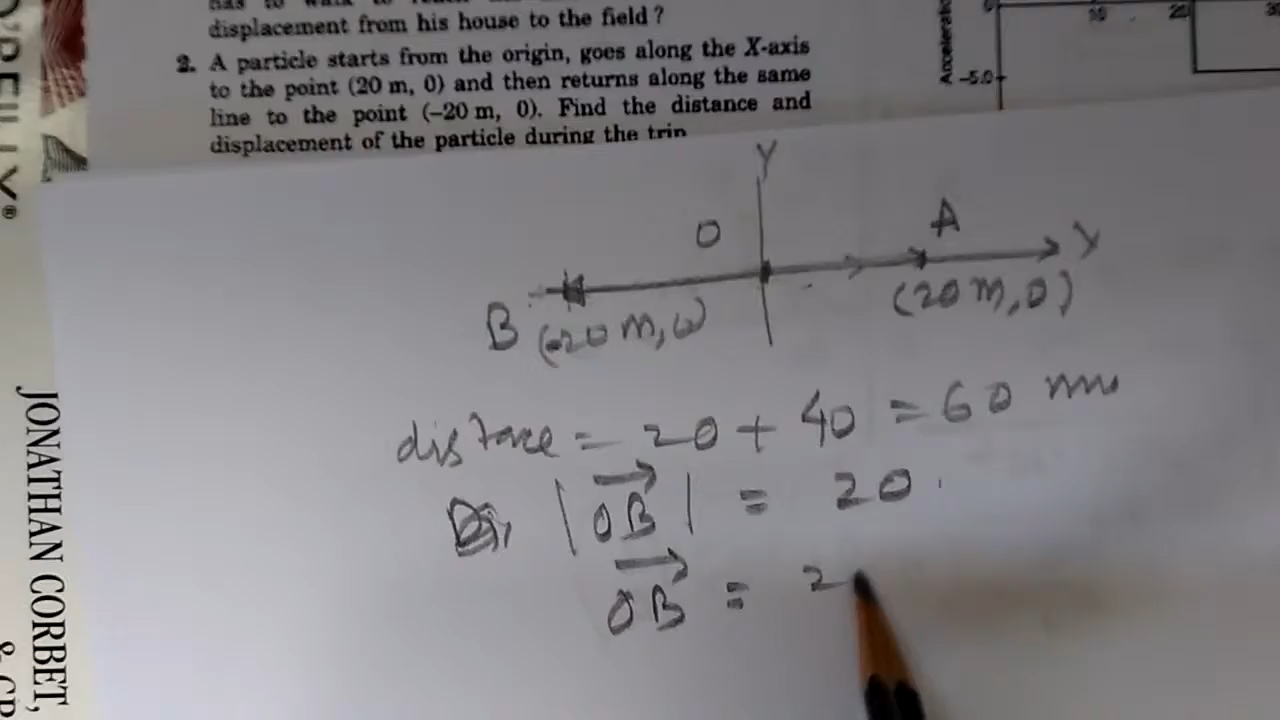 displacement from his house to the field ?
2. A particle starts from the origin, goes along the X-axis
to the point (20 m, 0) and then returns along the same
line to the point (−20 m, 0). Find the distance and
displacement of the particle during the trip
10 20 30
−5.0
Y
O A X
B (-20 m, 0) (20 m, 0)
distance = 20 + 40 = 60
|OB| = 20
OB = 2
JONATHAN CORBET,
O'REILLY®